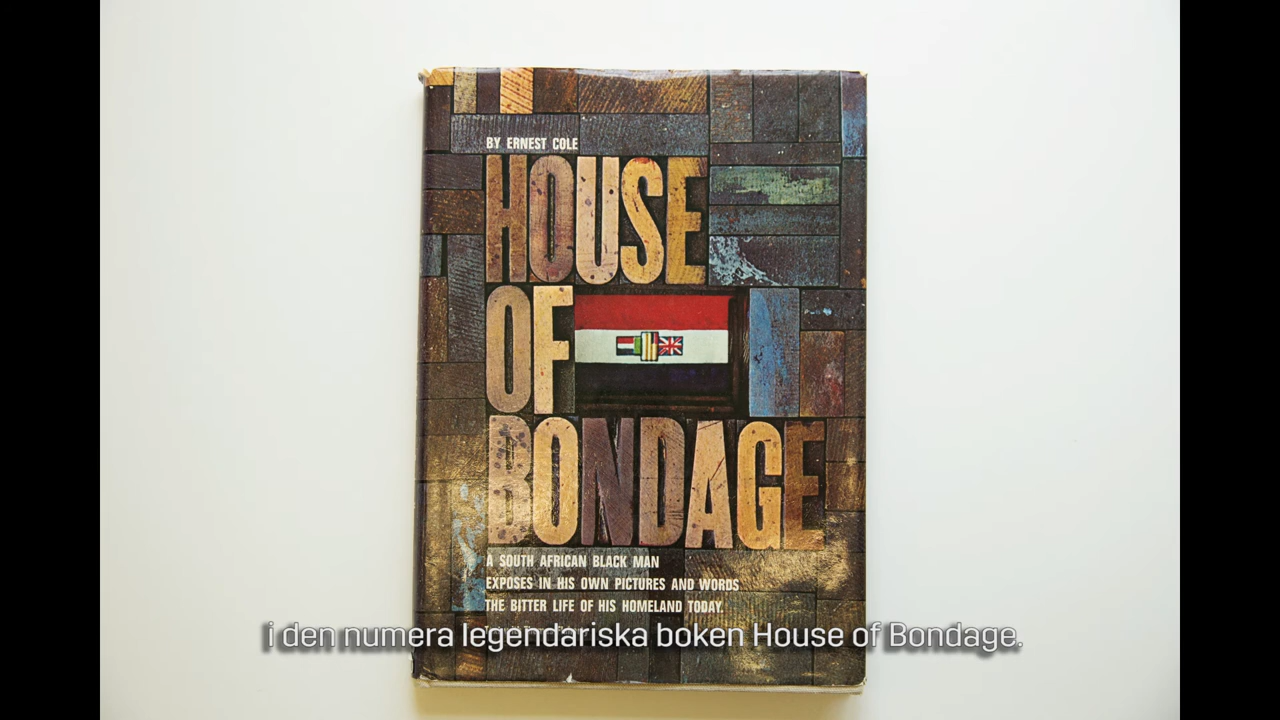 BY ERNEST COLE
HOUSE
OF
BONDAGE
A SOUTH AFRICAN BLACK MAN
EXPOSES IN HIS OWN PICTURES AND WORDS
THE BITTER LIFE OF HIS HOMELAND TODAY.
i den numera legendariska boken House of Bondage.